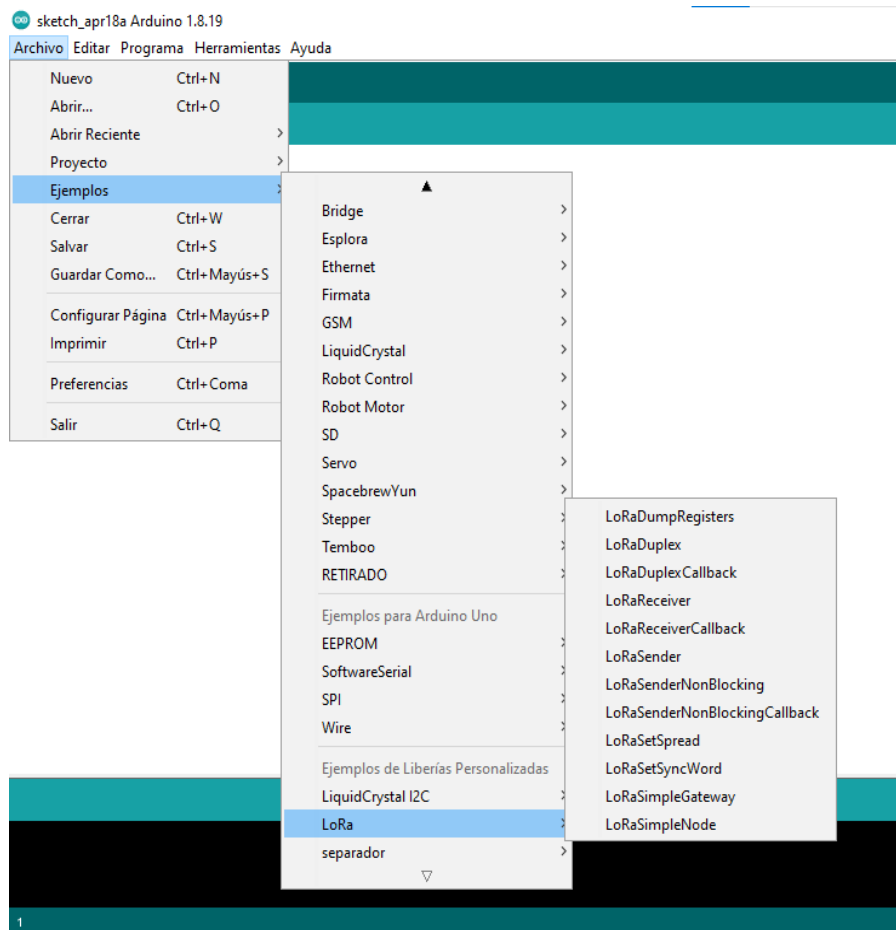 sketch_apr18a Arduino 1.8.19
Archivo Editar Programa Herramientas Ayuda
Nuevo Ctrl+N
Abrir... Ctrl+O
Abrir Reciente
Proyecto
Ejemplos
Cerrar Ctrl+W
Salvar Ctrl+S
Guardar Como... Ctrl+Mayús+S
Configurar Página Ctrl+Mayús+P
Imprimir Ctrl+P
Preferencias Ctrl+Coma
Salir Ctrl+Q
Bridge
Esplora
Ethernet
Firmata
GSM
LiquidCrystal
Robot Control
Robot Motor
SD
Servo
SpacebrewYun
Stepper
Temboo
RETIRADO
Ejemplos para Arduino Uno
EEPROM
SoftwareSerial
SPI
Wire
Ejemplos de Liberías Personalizadas
LiquidCrystal I2C
LoRa
separador
LoRaDumpRegisters
LoRaDuplex
LoRaDuplexCallback
LoRaReceiver
LoRaReceiverCallback
LoRaSender
LoRaSenderNonBlocking
LoRaSenderNonBlockingCallback
LoRaSetSpread
LoRaSetSyncWord
LoRaSimpleGateway
LoRaSimpleNode
1